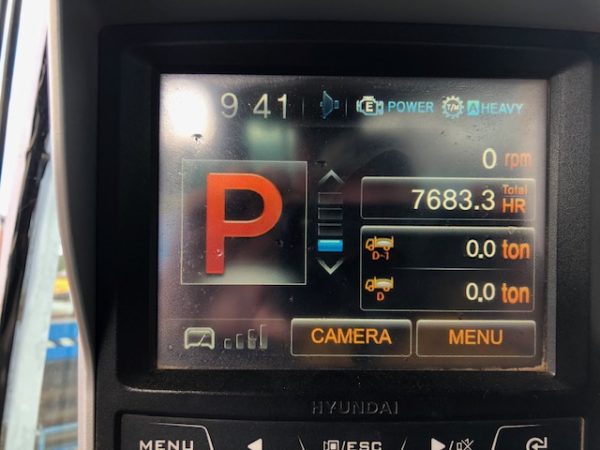 9 41 E POWER T/M A HEAVY
0 rpm
P
7683.3 Total HR
D-1 0.0 ton
D 0.0 ton
CAMERA MENU
HYUNDAI
MENU /ESC